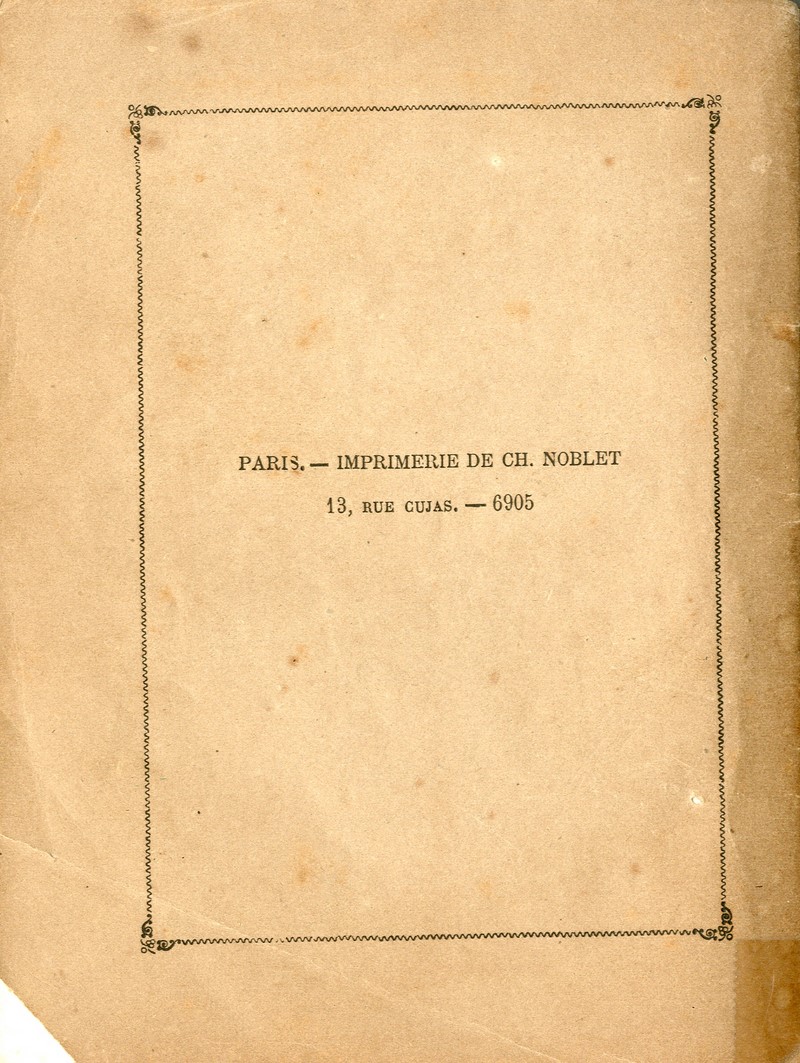 PARIS. — IMPRIMERIE DE CH. NOBLET
13, RUE CUJAS. — 6905